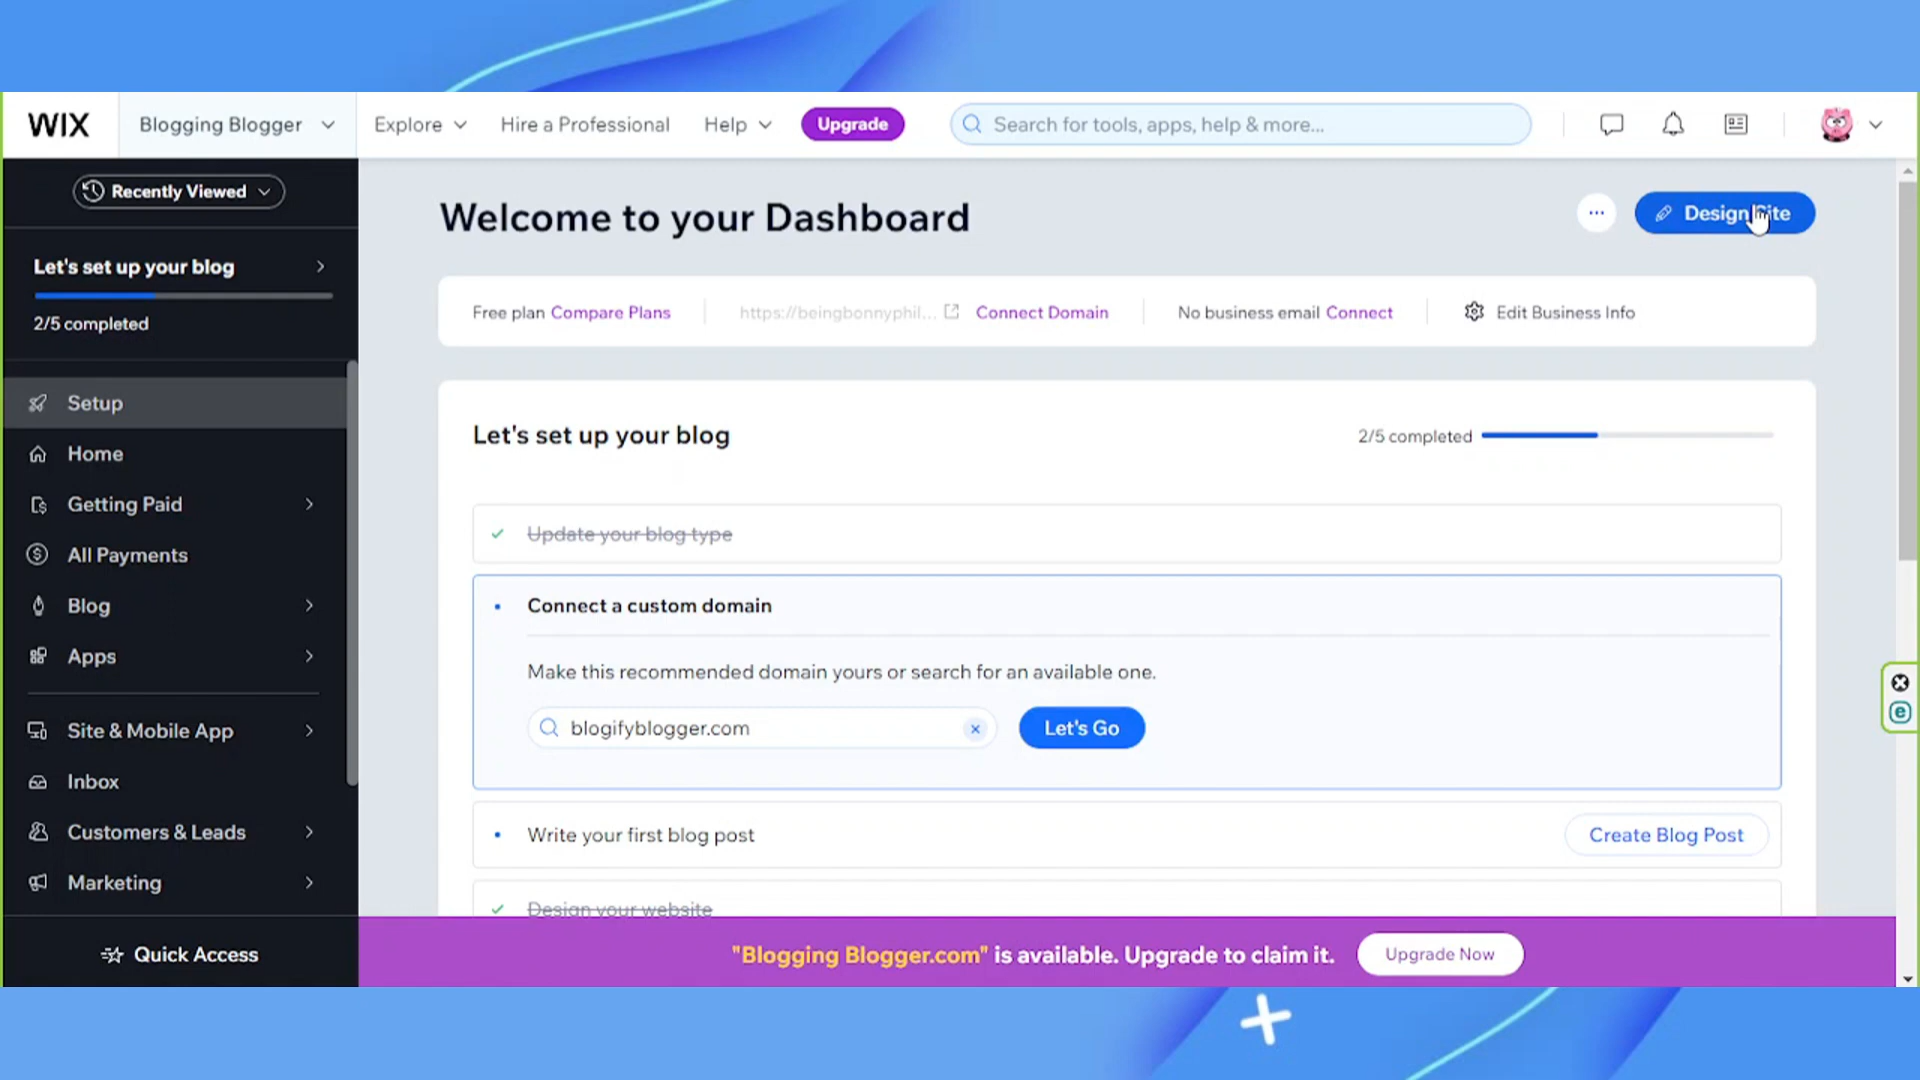 WIX
Blogging Blogger
Explore
Hire a Professional
Help
Upgrade
Search for tools, apps, help & more...
Recently Viewed
Let's set up your blog
2/5 completed
Setup
Home
Getting Paid
All Payments
Blog
Apps
Site & Mobile App
Inbox
Customers & Leads
Marketing
Quick Access
Welcome to your Dashboard
Design Site
Free plan Compare Plans
https://beingbonnyphil...
Connect Domain
No business email Connect
Edit Business Info
Let's set up your blog
2/5 completed
Update your blog type
Connect a custom domain
Make this recommended domain yours or search for an available one.
blogifyblogger.com
Let's Go
Write your first blog post
Create Blog Post
Design your website
"Blogging Blogger.com" is available. Upgrade to claim it.
Upgrade Now